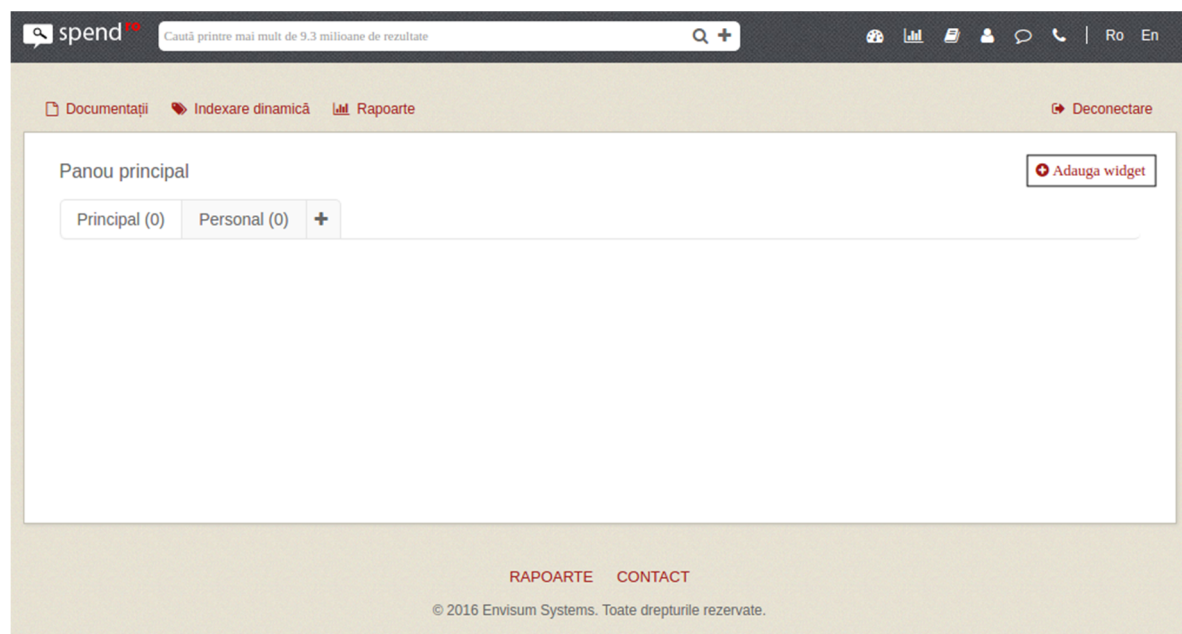 spend.ro
Caută printre mai mult de 9.3 milioane de rezultate
Ro En
Documentații Indexare dinamică Rapoarte Deconectare
Panou principal
Adauga widget
Principal (0) Personal (0)
RAPOARTE CONTACT
© 2016 Envisum Systems. Toate drepturile rezervate.